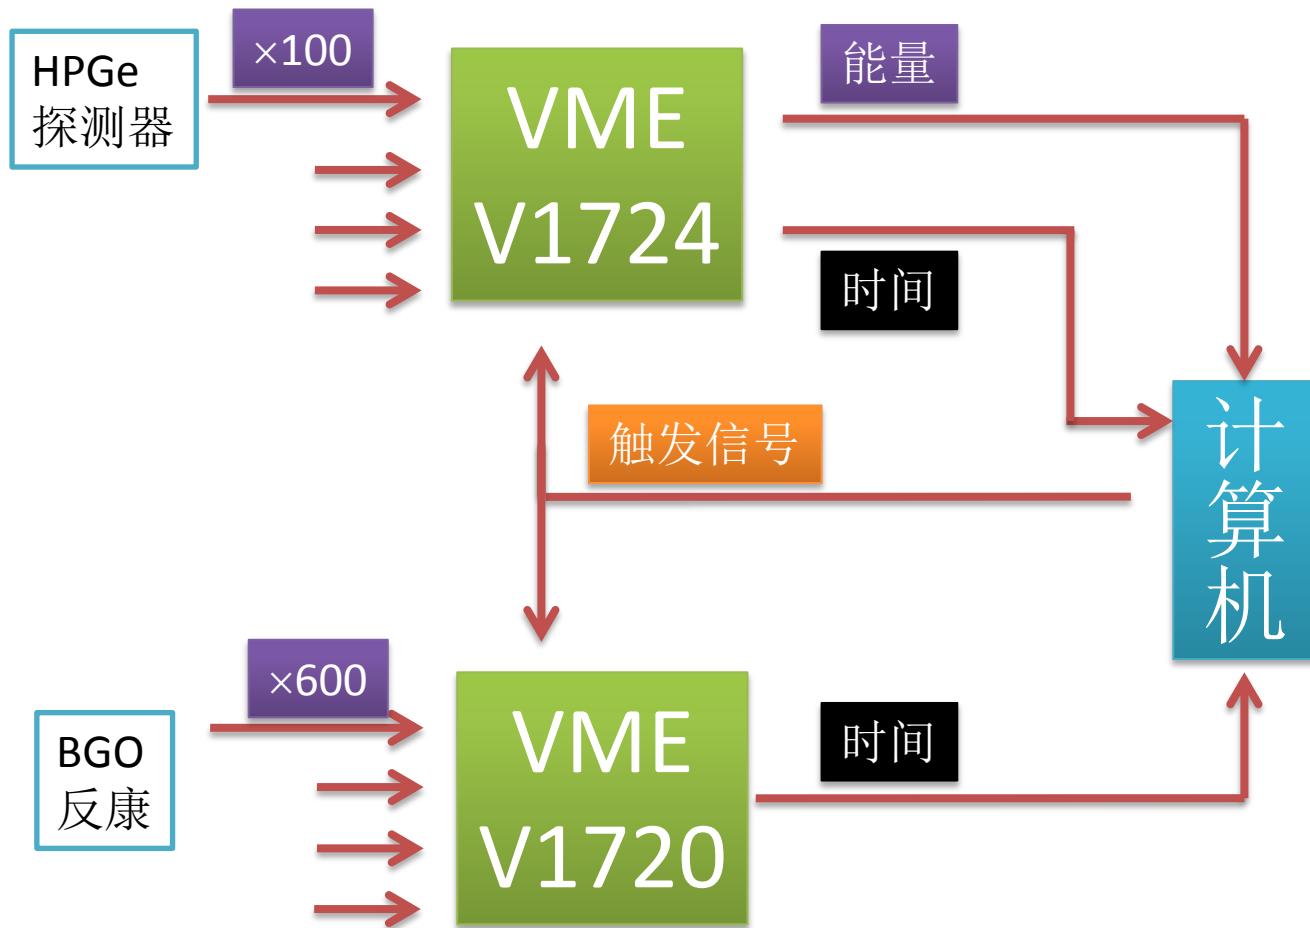 HPGe
探测器
×100
VME
V1724
能量
时间
触发信号
计
算
机
BGO
反康
×600
VME
V1720
时间